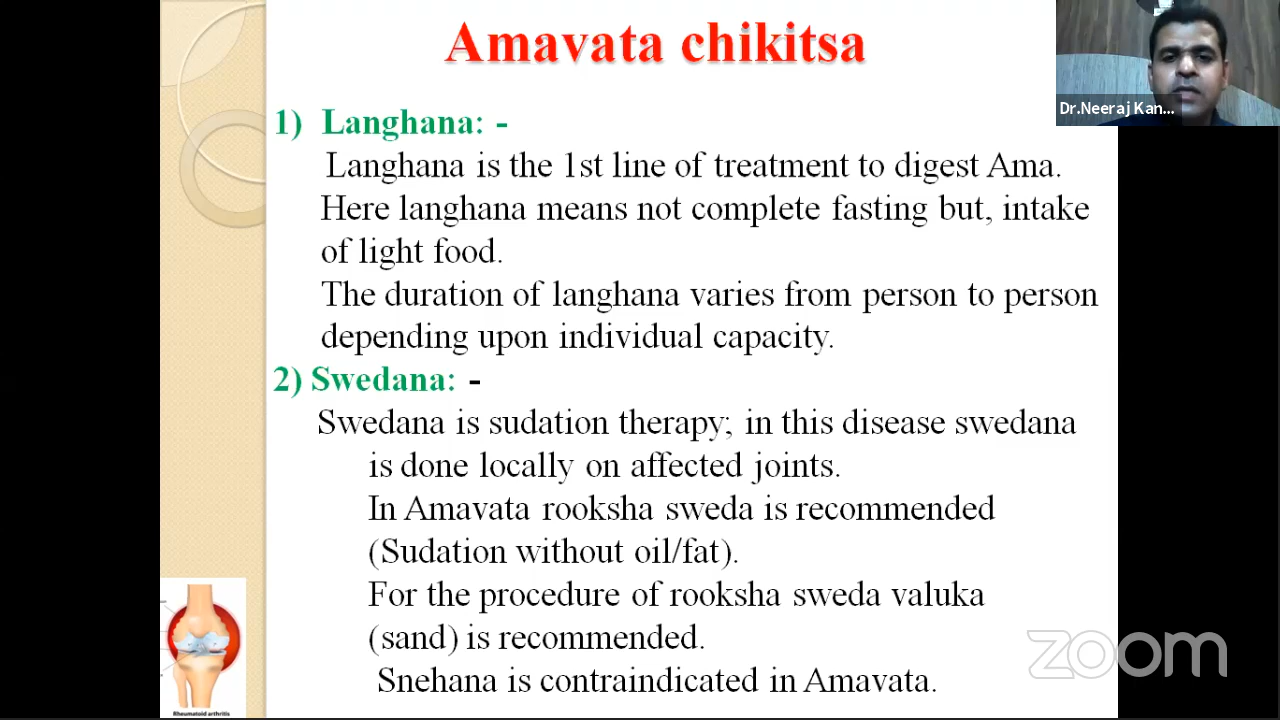 Amavata chikitsa
Dr.Neeraj Kan...
1) Langhana: -
Langhana is the 1st line of treatment to digest Ama.
Here langhana means not complete fasting but, intake
of light food.
The duration of langhana varies from person to person
depending upon individual capacity.
2) Swedana: -
Swedana is sudation therapy; in this disease swedana
is done locally on affected joints.
In Amavata rooksha sweda is recommended
(Sudation without oil/fat).
For the procedure of rooksha sweda valuka
(sand) is recommended.
Snehana is contraindicated in Amavata.
Rheumatoid arthritis
zoom